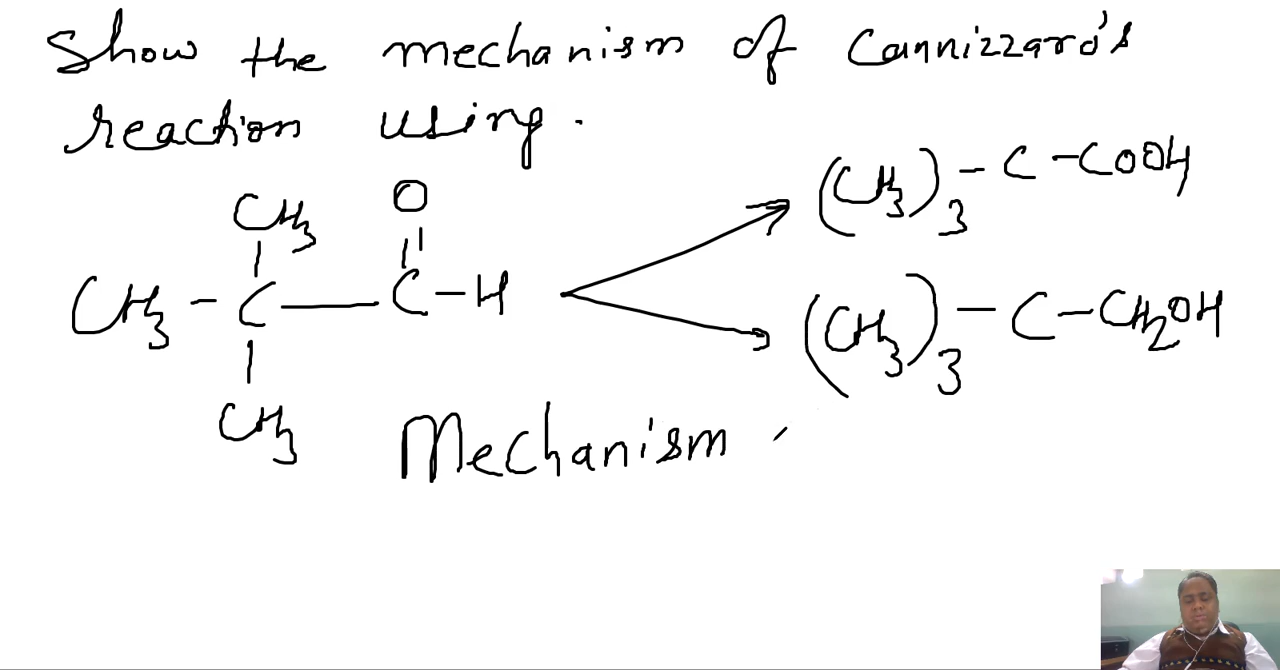 Show the mechanism of Cannizzaro's
reaction using.
(CH3)3 - C - COOH
CH3 O
CH3 - C — C - H
(CH3)3 - C - CH2OH
CH3
Mechanism